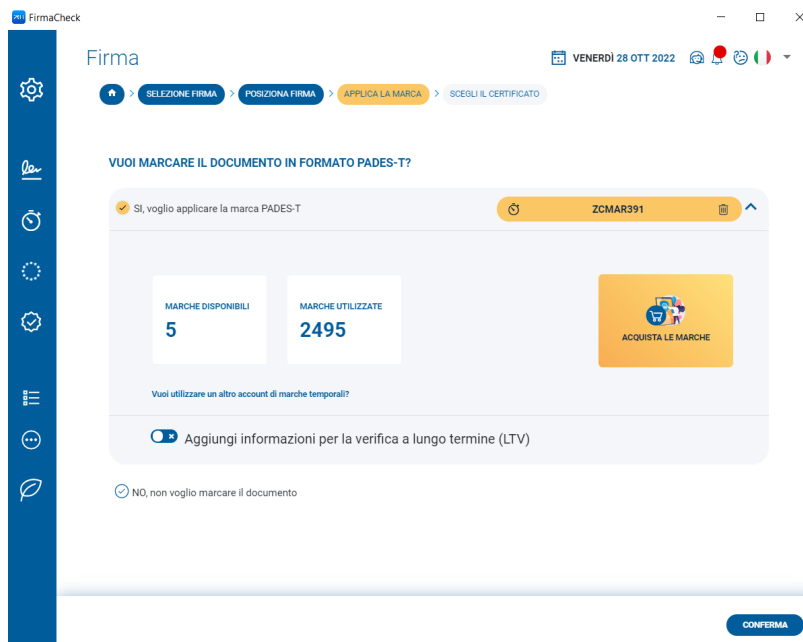 FirmaCheck
Firma
VENERDÌ 28 OTT 2022
SELEZIONE FIRMA > POSIZIONA FIRMA > APPLICA LA MARCA > SCEGLI IL CERTIFICATO
VUOI MARCARE IL DOCUMENTO IN FORMATO PADES-T?
SI, voglio applicare la marca PADES-T
ZCMAR391
MARCHE DISPONIBILI
5
MARCHE UTILIZZATE
2495
ACQUISTA LE MARCHE
Vuoi utilizzare un altro account di marche temporali?
Aggiungi informazioni per la verifica a lungo termine (LTV)
NO, non voglio marcare il documento
CONFERMA